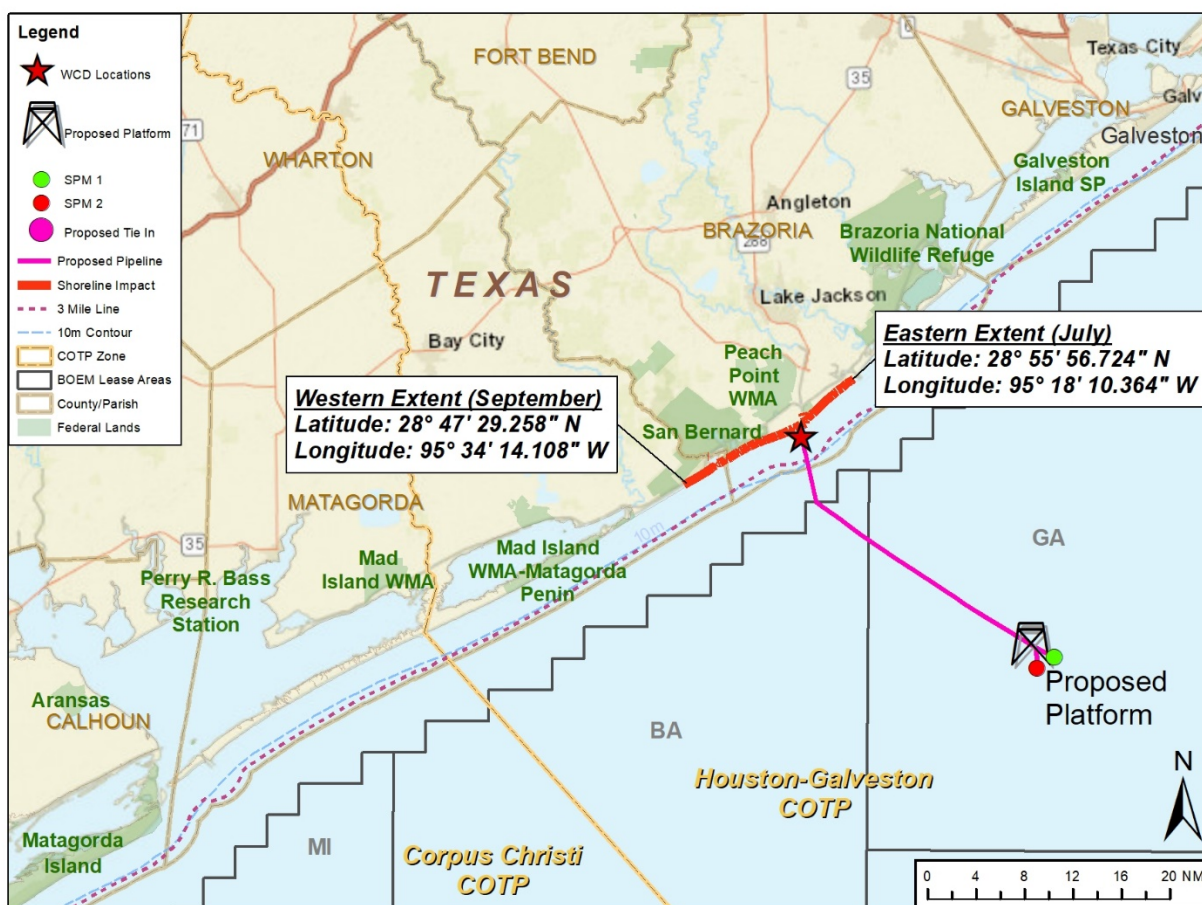 Legend
WCD Locations
Proposed Platform
SPM 1
SPM 2
Proposed Tie In
Proposed Pipeline
Shoreline Impact
3 Mile Line
10m Contour
COTP Zone
BOEM Lease Areas
County/Parish
Federal Lands
FORT BEND
6
Texas City
35
GALVESTON
Galv
Galveston
71
WHARTON
Galveston
Island SP
Angleton
BRAZORIA
288
Brazoria National
Wildlife Refuge
TEXAS
Lake Jackson
Bay City
Eastern Extent (July)
Latitude: 28° 55' 56.724" N
Longitude: 95° 18' 10.364" W
Peach
Point
WMA
Western Extent (September)
Latitude: 28° 47' 29.258" N
Longitude: 95° 34' 14.108" W
San Bernard
MATAGORDA
10m
35
GA
Mad
Island WMA
Mad Island
WMA-Matagorda
Penin
Perry R. Bass
Research
Station
Proposed
Platform
Aransas
CALHOUN
BA
Houston-Galveston
COTP
N
Matagorda
Island
MI
Corpus Christi
COTP
0 4 8 12 16 20 NM